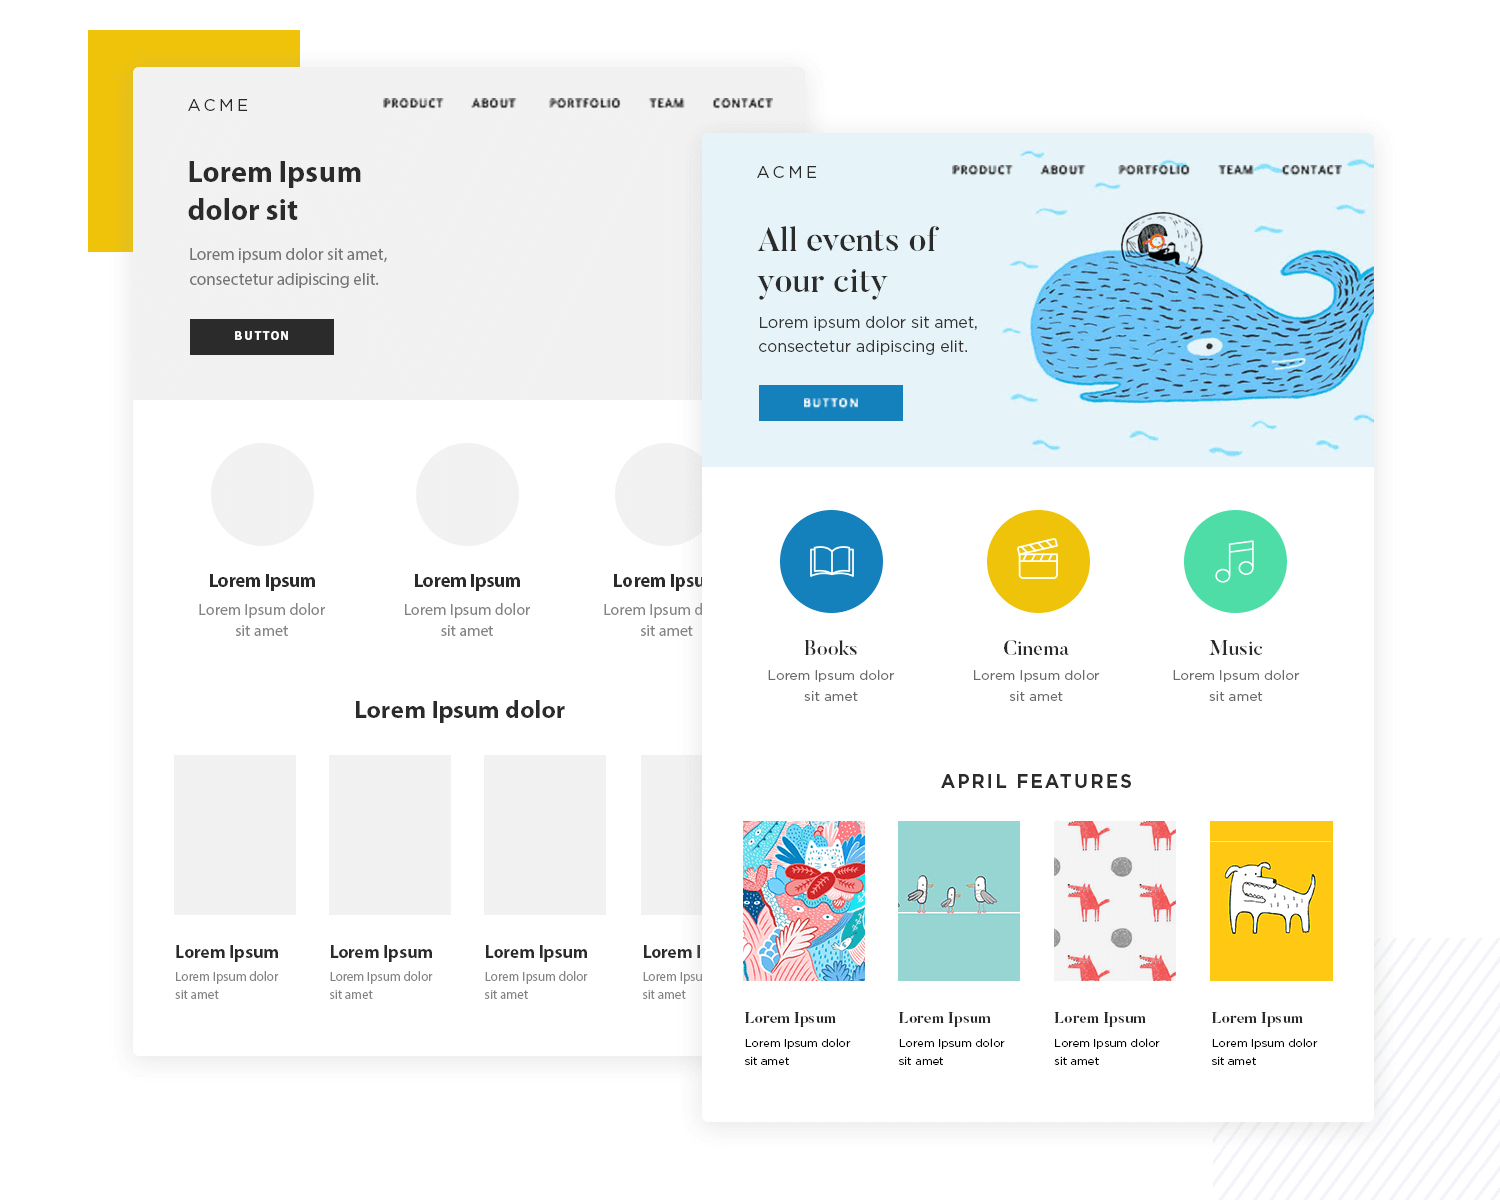 ACME
PRODUCT ABOUT PORTFOLIO TEAM CONTACT
Lorem Ipsum
dolor sit
Lorem ipsum dolor sit amet,
consectetur adipiscing elit.
BUTTON
Lorem Ipsum
Lorem Ipsum dolor
sit amet
Lorem Ipsum
Lorem Ipsum dolor
sit amet
Lorem Ipsu
Lorem Ipsum d
sit amet
Lorem Ipsum dolor
Lorem Ipsum
Lorem Ipsum dolor
sit amet
Lorem Ipsum
Lorem Ipsum dolor
sit amet
Lorem Ipsum
Lorem Ipsum dolor
sit amet
Lorem I
Lorem Ipsu
sit amet
ACME
PRODUCT ABOUT PORTFOLIO TEAM CONTACT
All events of
your city
Lorem ipsum dolor sit amet,
consectetur adipiscing elit.
BUTTON
Books
Lorem Ipsum dolor
sit amet
Cinema
Lorem Ipsum dolor
sit amet
Music
Lorem Ipsum dolor
sit amet
APRIL FEATURES
Lorem Ipsum
Lorem Ipsum dolor
sit amet
Lorem Ipsum
Lorem Ipsum dolor
sit amet
Lorem Ipsum
Lorem Ipsum dolor
sit amet
Lorem Ipsum
Lorem Ipsum dolor
sit amet